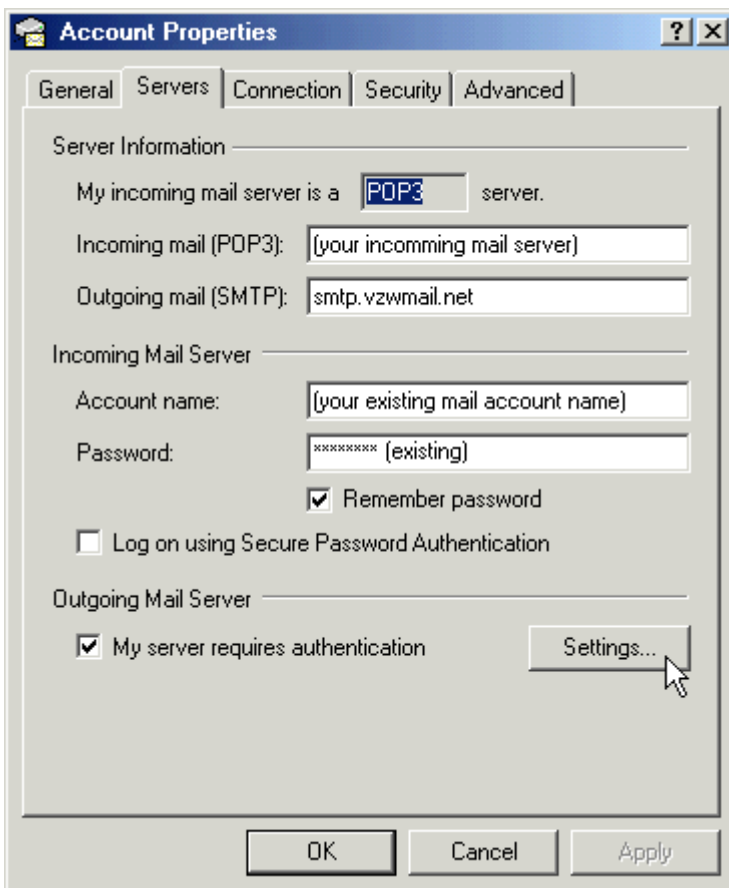 Account Properties
General Servers Connection Security Advanced
Server Information
My incoming mail server is a POP3 server.
Incoming mail (POP3): (your incomming mail server)
Outgoing mail (SMTP): smtp.vzwmail.net
Incoming Mail Server
Account name: (your existing mail account name)
Password: ******** (existing)
Remember password
Log on using Secure Password Authentication
Outgoing Mail Server
My server requires authentication Settings...
OK Cancel Apply